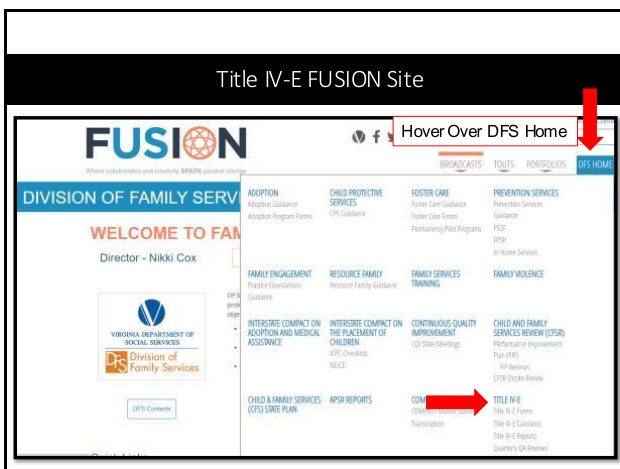 Title IV-E FUSION Site
FUSION
Where collaboration and creativity SPARK positive change
f
Hover Over DFS Home
BROADCASTS TOUTS PORTFOLIOS DFS HOME
DIVISION OF FAMILY SERV
WELCOME TO FAM
Director - Nikki Cox
VIRGINIA DEPARTMENT OF
SOCIAL SERVICES
DFS Division of
Family Services
DFS Contacts
ADOPTION
Adoption Guidance
Adoption Program Forms
CHILD PROTECTIVE
SERVICES
CPS Guidance
FOSTER CARE
Foster Care Guidance
Foster Care Forms
Permanency Pilot Programs
PREVENTION SERVICES
Prevention Services
Guidance
PSSF
FPSP
In-Home Services
FAMILY ENGAGEMENT
Practice Foundations
Guidance
RESOURCE FAMILY
Resource Family Guidance
FAMILY SERVICES
TRAINING
FAMILY VIOLENCE
INTERSTATE COMPACT ON
ADOPTION AND MEDICAL
ASSISTANCE
INTERSTATE COMPACT ON
THE PLACEMENT OF
CHILDREN
ICPC Checklists
NEICE
CONTINUOUS QUALITY
IMPROVEMENT
CQI State Meetings
CHILD AND FAMILY
SERVICES REVIEW (CFSR)
Performance Improvement
Plan (PIP)
PIP Webinars
CFSR Onsite Review
CHILD & FAMILY SERVICES
(CFS) STATE PLAN
APSR REPORTS
COM
COMPASS Mobile
Transcription
TITLE IV-E
Title IV-E Forms
Title IV-E Guidance
Title IV-E Reports
Quarterly QA Reviews